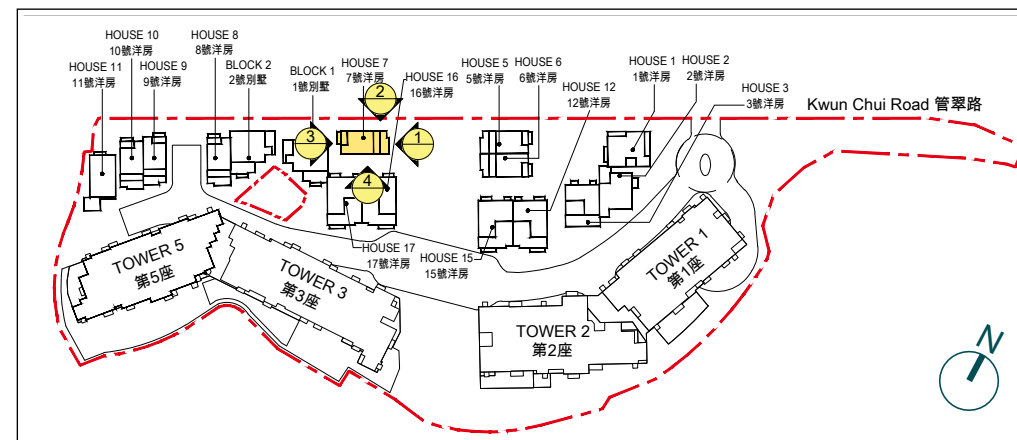 HOUSE 10
10號洋房
HOUSE 11
11號洋房
HOUSE 9
9號洋房
HOUSE 8
8號洋房
BLOCK 2
2號別墅
BLOCK 1
1號別墅
HOUSE 7
7號洋房
HOUSE 16
16號洋房
HOUSE 5
5號洋房
HOUSE 6
6號洋房
HOUSE 12
12號洋房
HOUSE 1
1號洋房
HOUSE 2
2號洋房
HOUSE 3
3號洋房
Kwun Chui Road 管翠路
2
3
1
4
HOUSE 17
17號洋房
HOUSE 15
15號洋房
TOWER 5
第5座
TOWER 3
第3座
TOWER 2
第2座
TOWER 1
第1座
N